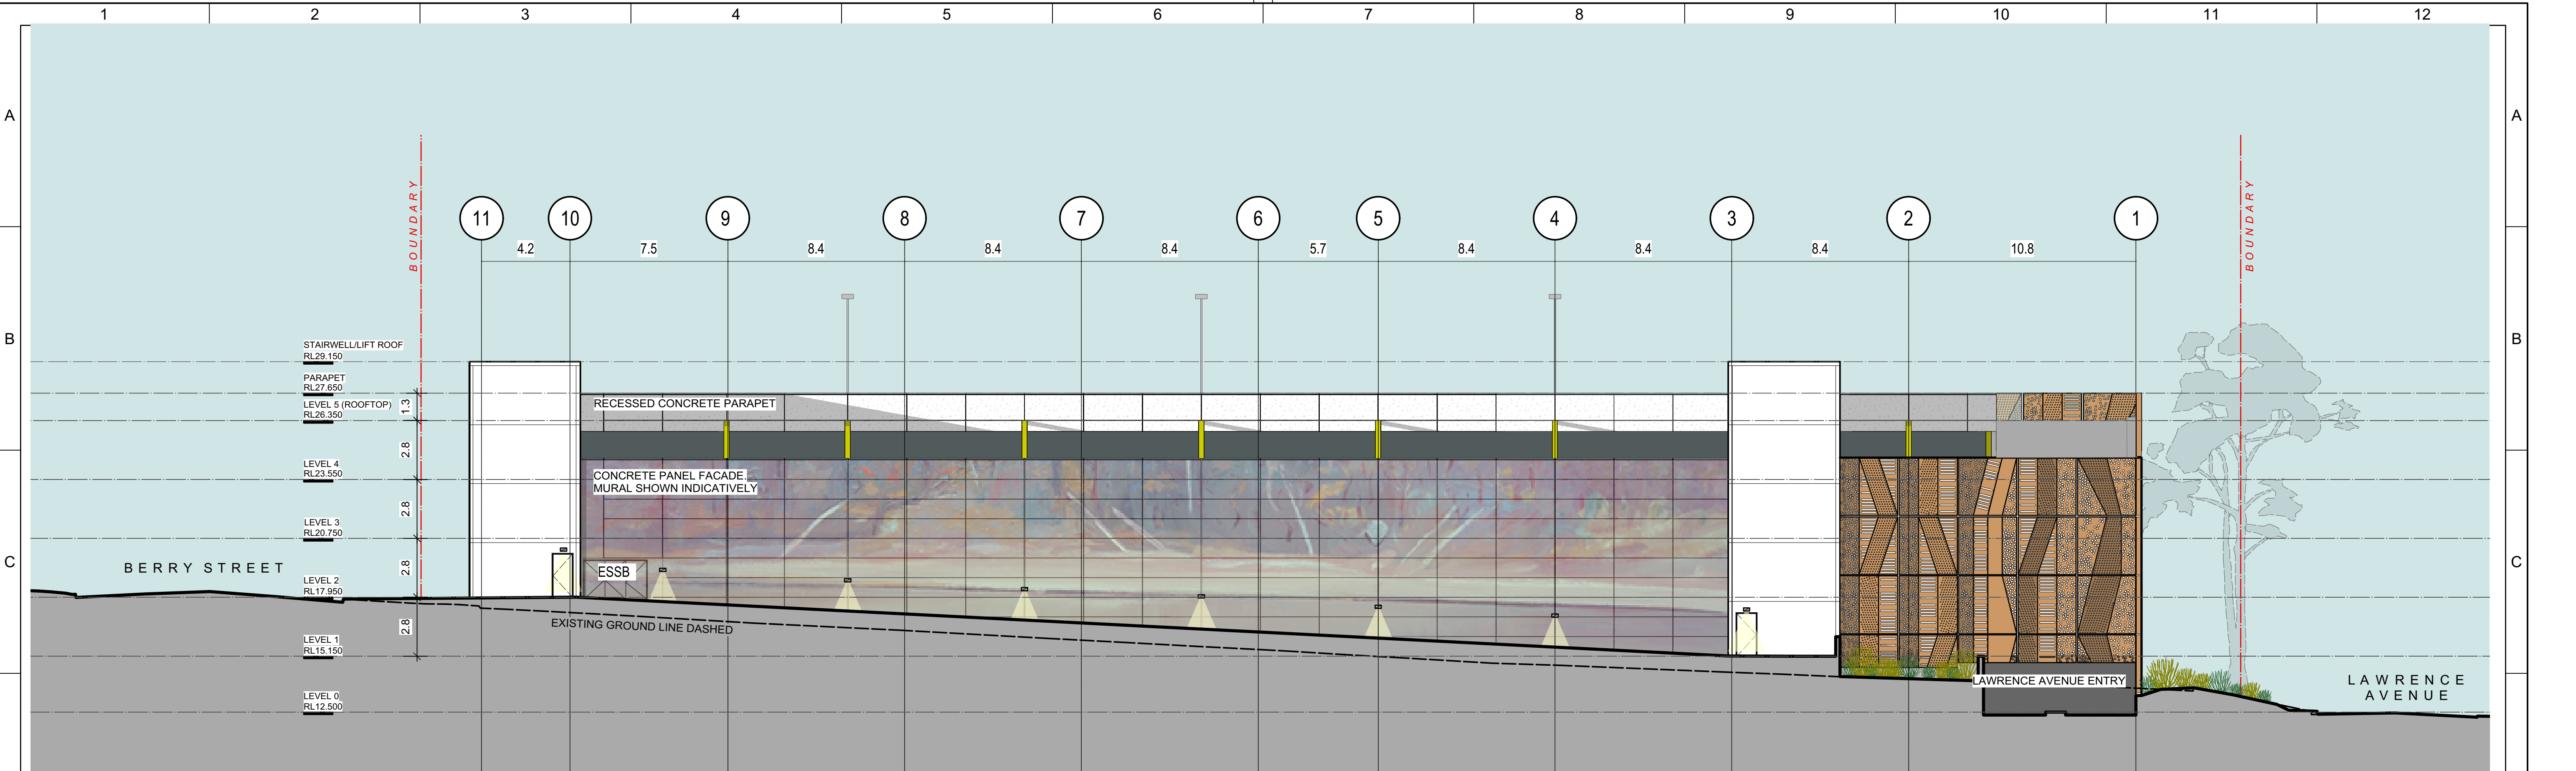 1 2 3 4 5 6 7 8 9 10 11 12
A A
BOUNDARY BOUNDARY
11 10 9 8 7 6 5 4 3 2 1
4.2 7.5 8.4 8.4 8.4 5.7 8.4 8.4 8.4 10.8
B B
STAIRWELL/LIFT ROOF
RL29.150
PARAPET
RL27.650
1.3
RECESSED CONCRETE PARAPET
LEVEL 5 (ROOFTOP)
RL26.350
2.8
LEVEL 4
RL23.550
CONCRETE PANEL FACADE.
MURAL SHOWN INDICATIVELY
2.8
LEVEL 3
RL20.750
C C
BERRY STREET
2.8
ESSB
LEVEL 2
RL17.950
2.8
EXISTING GROUND LINE DASHED
LEVEL 1
RL15.150
LAWRENCE AVENUE ENTRY
LAWRENCE
AVENUE
LEVEL 0
RL12.500